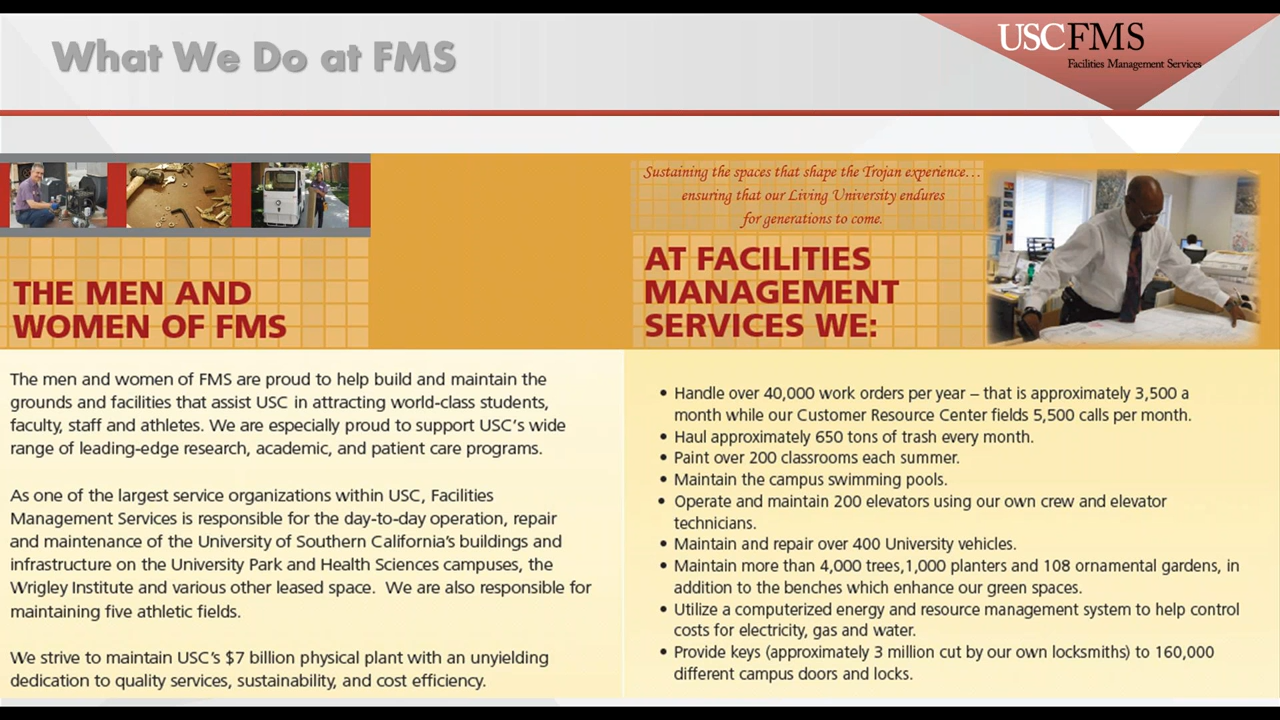 What We Do at FMS
USCFMS
Facilities Management Services
THE MEN AND
WOMEN OF FMS
The men and women of FMS are proud to help build and maintain the
grounds and facilities that assist USC in attracting world-class students,
faculty, staff and athletes. We are especially proud to support USC's wide
range of leading-edge research, academic, and patient care programs.
As one of the largest service organizations within USC, Facilities
Management Services is responsible for the day-to-day operation, repair
and maintenance of the University of Southern California's buildings and
infrastructure on the University Park and Health Sciences campuses, the
Wrigley Institute and various other leased space. We are also responsible for
maintaining five athletic fields.
We strive to maintain USC's $7 billion physical plant with an unyielding
dedication to quality services, sustainability, and cost efficiency.
Sustaining the spaces that shape the Trojan experience…
ensuring that our Living University endures
for generations to come.
AT FACILITIES
MANAGEMENT
SERVICES WE:
• Handle over 40,000 work orders per year – that is approximately 3,500 a
month while our Customer Resource Center fields 5,500 calls per month.
• Haul approximately 650 tons of trash every month.
• Paint over 200 classrooms each summer.
• Maintain the campus swimming pools.
• Operate and maintain 200 elevators using our own crew and elevator
technicians.
• Maintain and repair over 400 University vehicles.
• Maintain more than 4,000 trees,1,000 planters and 108 ornamental gardens, in
addition to the benches which enhance our green spaces.
• Utilize a computerized energy and resource management system to help control
costs for electricity, gas and water.
• Provide keys (approximately 3 million cut by our own locksmiths) to 160,000
different campus doors and locks.